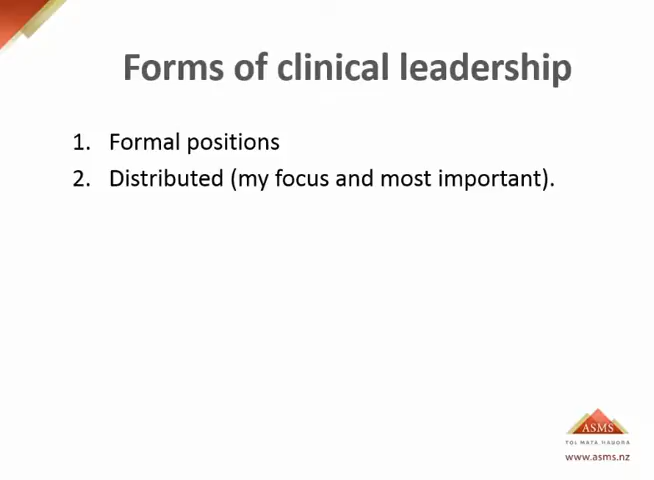 Forms of clinical leadership
1. Formal positions
2. Distributed (my focus and most important).
ASMS
TOI MATA HAUORA
www.asms.nz